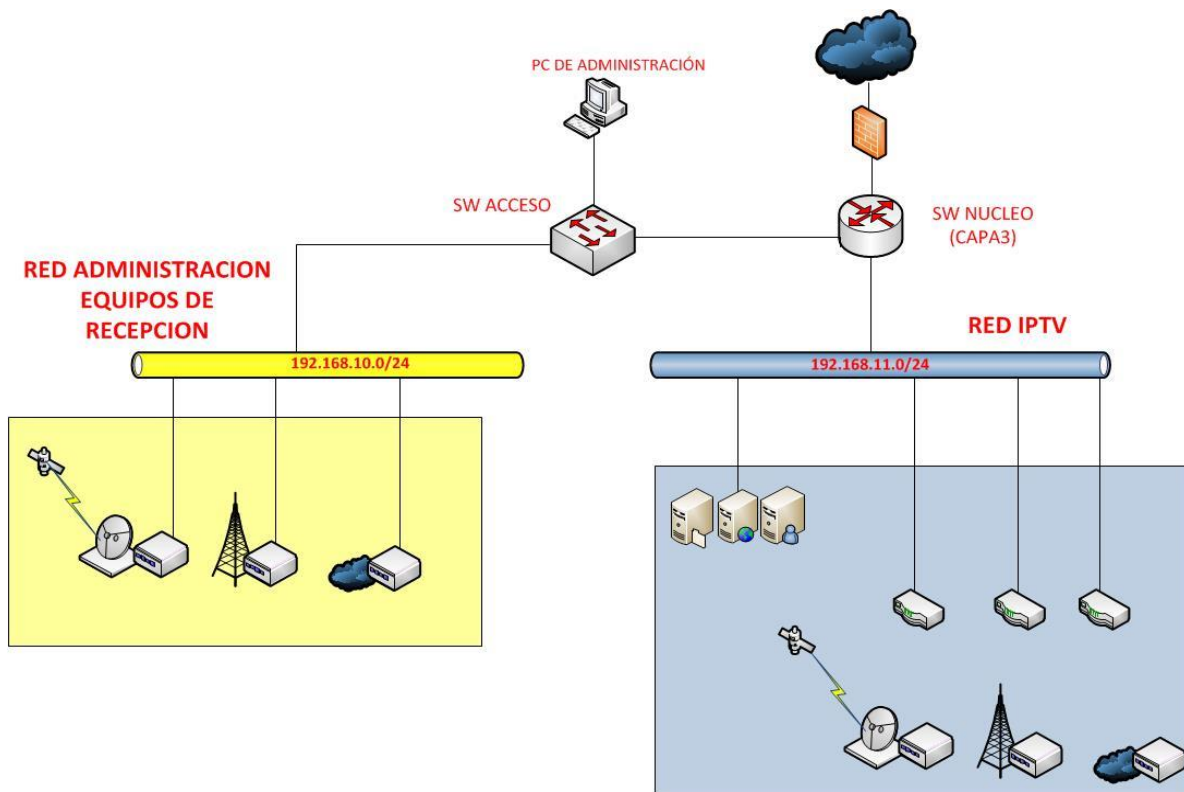 PC DE ADMINISTRACIÓN
SW ACCESO
SW NUCLEO
(CAPA3)
RED ADMINISTRACION
EQUIPOS DE
RECEPCION
RED IPTV
192.168.10.0/24
192.168.11.0/24